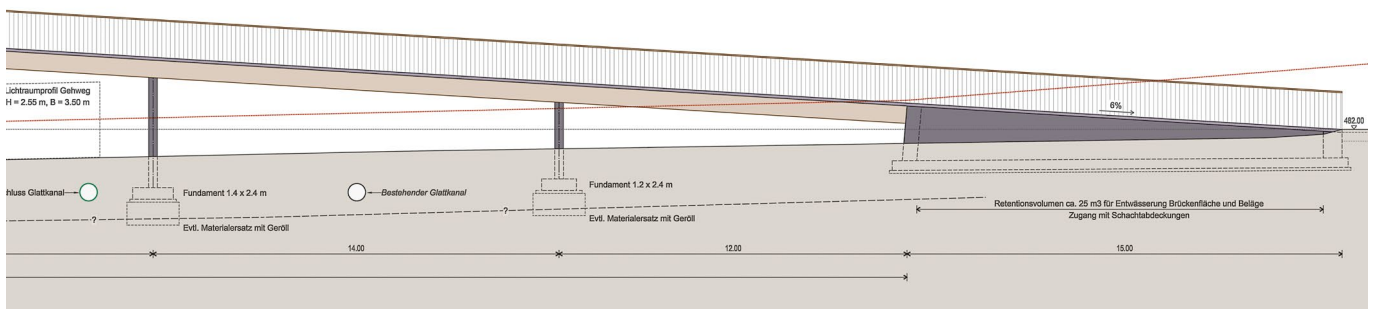 Lichtraumprofil Gehweg
H = 2.55 m, B = 3.50 m
6%
482.00
hluss Glattkanal
Fundament 1.4 x 2.4 m
Bestehender Glattkanal
Fundament 1.2 x 2.4 m
?
?
Evtl. Materialersatz mit Geröll
Evtl. Materialersatz mit Geröll
Retentionsvolumen ca. 25 m3 für Entwässerung Brückenfläche und Beläge
Zugang mit Schachtabdeckungen
14.00
12.00
15.00